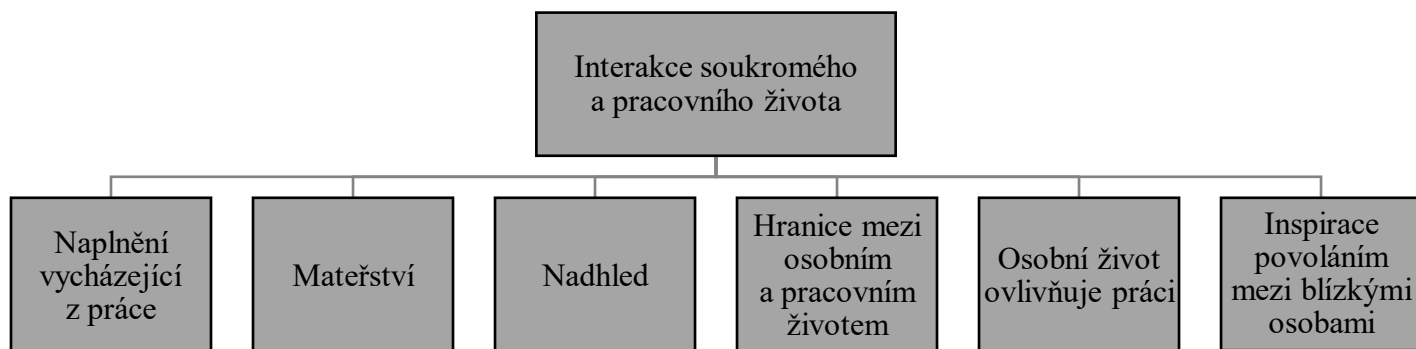 Interakce soukromého
a pracovního života
Naplnění
vycházející
z práce
Mateřství
Nadhled
Hranice mezi
osobním
a pracovním
životem
Osobní život
ovlivňuje práci
Inspirace
povoláním
mezi blízkými
osobami